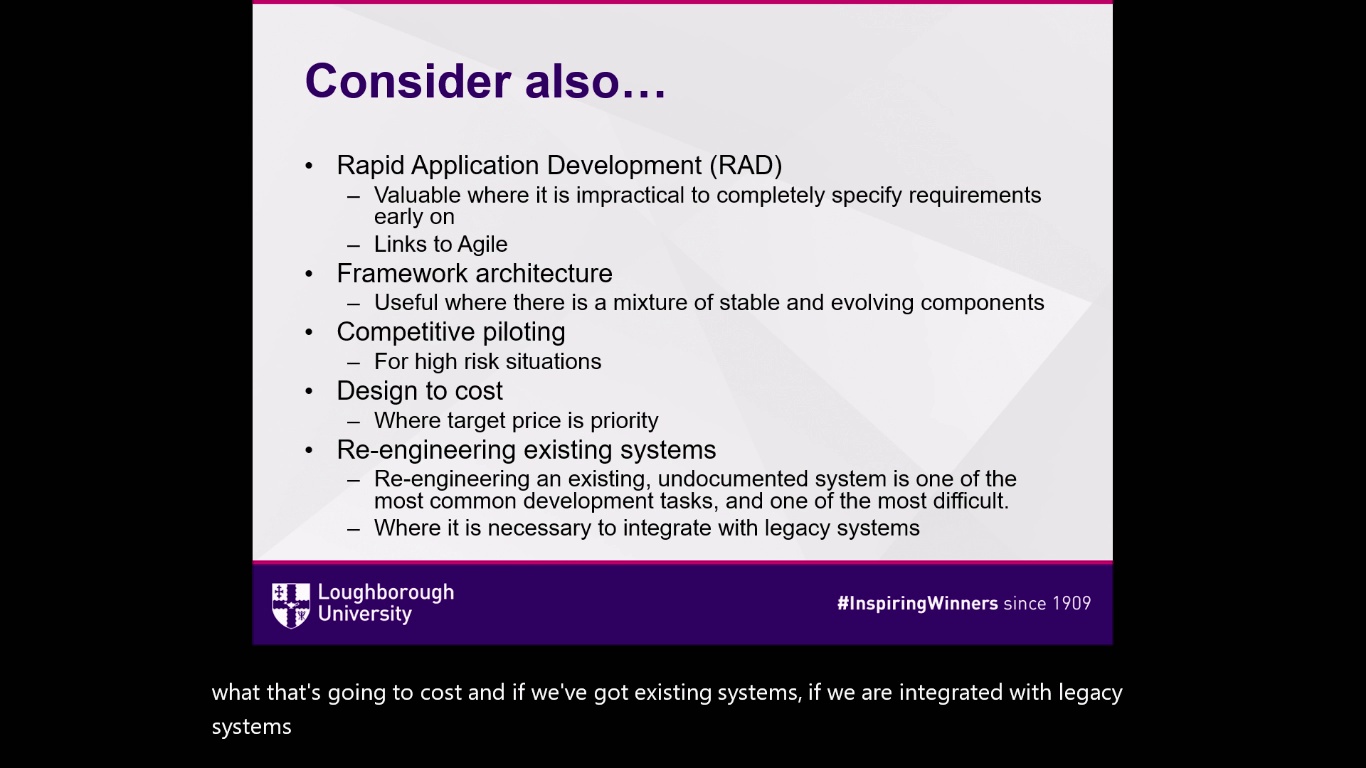 Consider also…
• Rapid Application Development (RAD)
– Valuable where it is impractical to completely specify requirements
early on
– Links to Agile
• Framework architecture
– Useful where there is a mixture of stable and evolving components
• Competitive piloting
– For high risk situations
• Design to cost
– Where target price is priority
• Re-engineering existing systems
– Re-engineering an existing, undocumented system is one of the
most common development tasks, and one of the most difficult.
– Where it is necessary to integrate with legacy systems
Loughborough
University
#InspiringWinners since 1909
what that's going to cost and if we've got existing systems, if we are integrated with legacy
systems